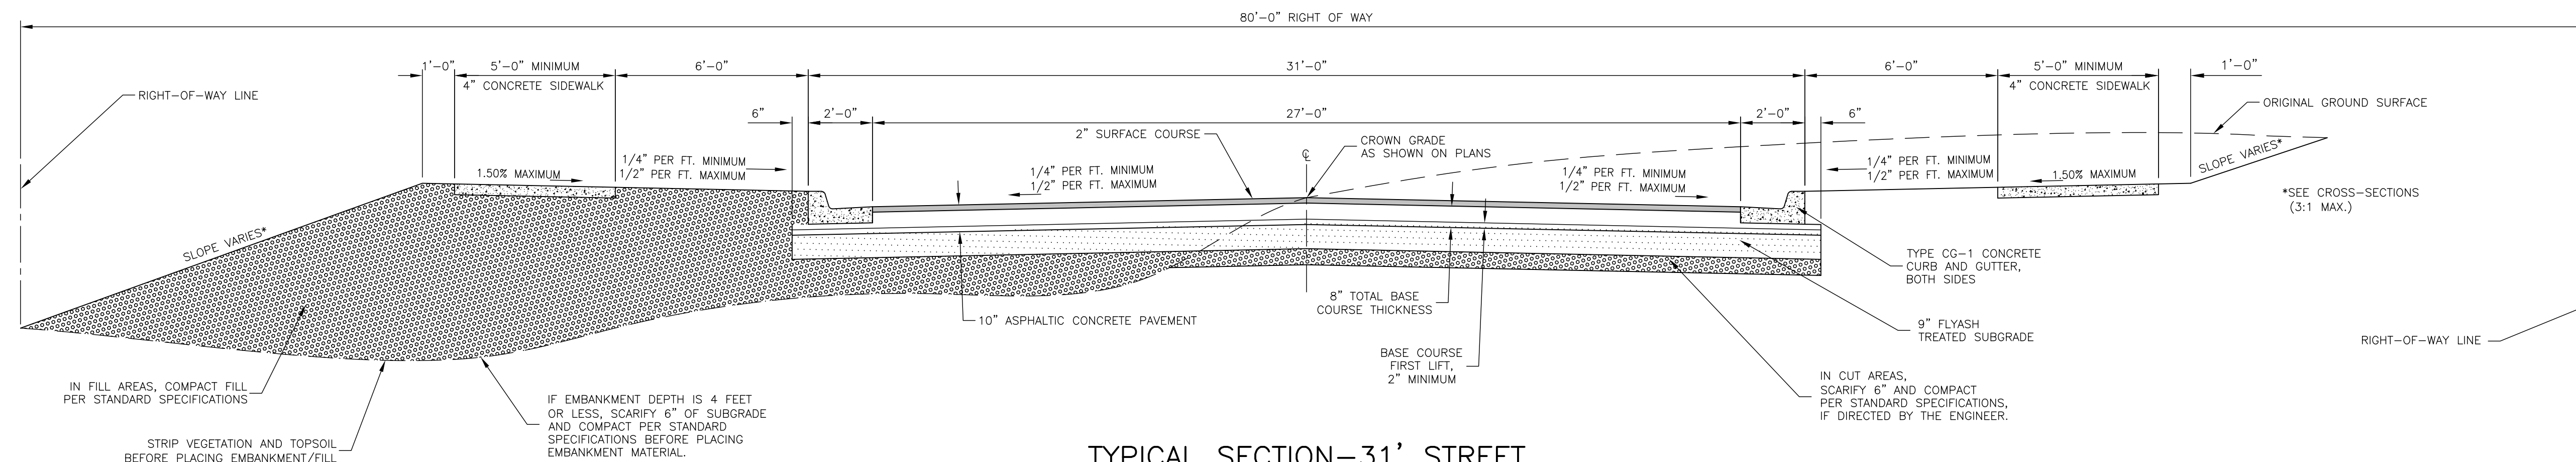 80'-0" RIGHT OF WAY
1'-0"
5'-0" MINIMUM
4" CONCRETE SIDEWALK
6'-0"
31'-0"
6'-0"
5'-0" MINIMUM
4" CONCRETE SIDEWALK
1'-0"
RIGHT-OF-WAY LINE
6"
2'-0"
27'-0"
2'-0"
6"
ORIGINAL GROUND SURFACE
2" SURFACE COURSE
CROWN GRADE
AS SHOWN ON PLANS
℄
1.50% MAXIMUM
1/4" PER FT. MINIMUM
1/2" PER FT. MAXIMUM
1/4" PER FT. MINIMUM
1/2" PER FT. MAXIMUM
1/4" PER FT. MINIMUM
1/2" PER FT. MAXIMUM
1/4" PER FT. MINIMUM
1/2" PER FT. MAXIMUM
1.50% MAXIMUM
SLOPE VARIES*
*SEE CROSS-SECTIONS
(3:1 MAX.)
SLOPE VARIES*
TYPE CG-1 CONCRETE
CURB AND GUTTER,
BOTH SIDES
8" TOTAL BASE
COURSE THICKNESS
10" ASPHALTIC CONCRETE PAVEMENT
9" FLYASH
TREATED SUBGRADE
RIGHT-OF-WAY LINE
BASE COURSE
FIRST LIFT,
2" MINIMUM
IN FILL AREAS, COMPACT FILL
PER STANDARD SPECIFICATIONS
IF EMBANKMENT DEPTH IS 4 FEET
OR LESS, SCARIFY 6" OF SUBGRADE
AND COMPACT PER STANDARD
SPECIFICATIONS BEFORE PLACING
EMBANKMENT MATERIAL.
IN CUT AREAS,
SCARIFY 6" AND COMPACT
PER STANDARD SPECIFICATIONS,
IF DIRECTED BY THE ENGINEER.
STRIP VEGETATION AND TOPSOIL
BEFORE PLACING EMBANKMENT/FILL
TYPICAL SECTION-31' STREET